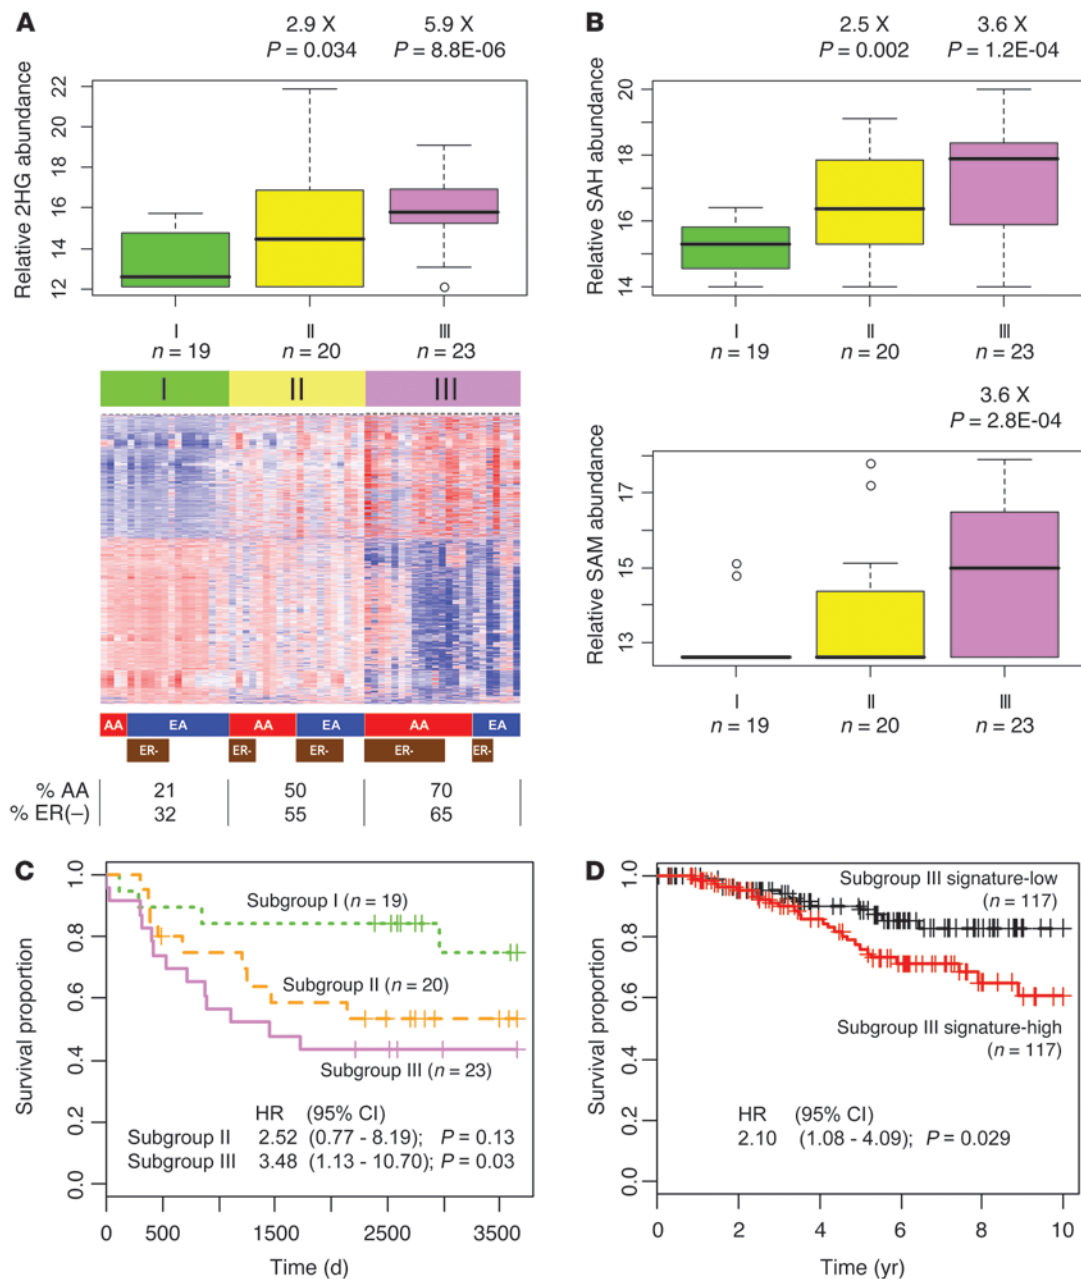 A
2.9 X 5.9 X
P = 0.034 P = 8.8E-06
Relative 2HG abundance
22
20
18
16
14
12
I II III
n = 19 n = 20 n = 23
I II III
AA EA AA EA AA EA
ER- ER- ER- ER- ER-
% AA 21 50 70
% ER(–) 32 55 65
B
2.5 X 3.6 X
P = 0.002 P = 1.2E-04
Relative SAH abundance
20
18
16
14
I II III
n = 19 n = 20 n = 23
3.6 X
P = 2.8E-04
Relative SAM abundance
17
15
13
I II III
n = 19 n = 20 n = 23
C
Survival proportion
1.0
0.8
0.6
0.4
0.2
0.0
Subgroup I (n = 19)
Subgroup II (n = 20)
Subgroup III (n = 23)
HR (95% CI)
Subgroup II 2.52 (0.77 - 8.19); P = 0.13
Subgroup III 3.48 (1.13 - 10.70); P = 0.03
0 500 1500 2500 3500
Time (d)
D
Survival proportion
1.0
0.8
0.6
0.4
0.2
0.0
Subgroup III signature-low
(n = 117)
Subgroup III signature-high
(n = 117)
HR (95% CI)
2.10 (1.08 - 4.09); P = 0.029
0 2 4 6 8 10
Time (yr)